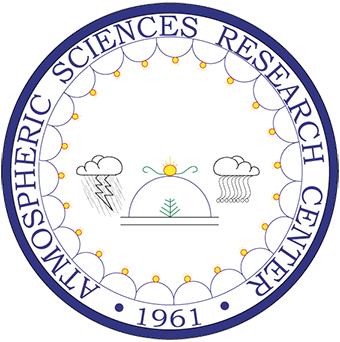 ATMOSPHERIC SCIENCES RESEARCH CENTER
• 1961 •